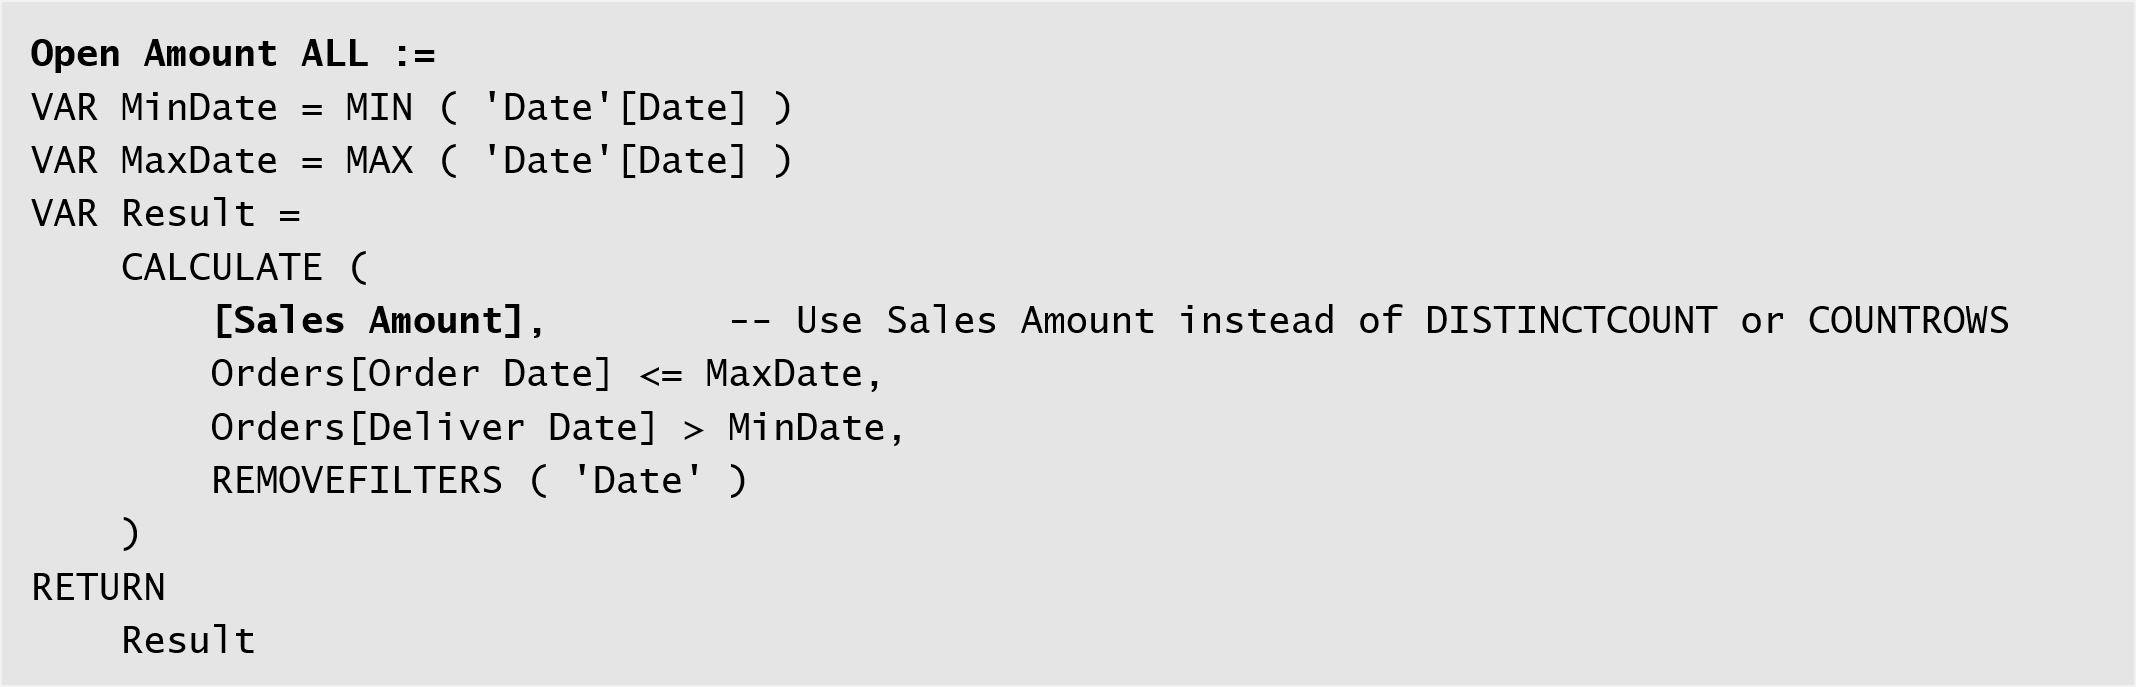 Open Amount ALL :=
VAR MinDate = MIN ( 'Date'[Date] )
VAR MaxDate = MAX ( 'Date'[Date] )
VAR Result =
    CALCULATE (
        [Sales Amount],        -- Use Sales Amount instead of DISTINCTCOUNT or COUNTROWS
        Orders[Order Date] <= MaxDate,
        Orders[Deliver Date] > MinDate,
        REMOVEFILTERS ( 'Date' )
    )
RETURN
    Result